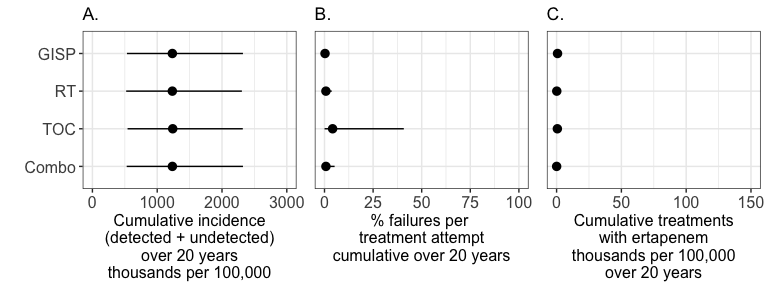 A.
B.
C.
GISP
RT
TOC
Combo
0 1000 2000 3000
0 25 50 75 100
0 50 100 150
Cumulative incidence
(detected + undetected)
over 20 years
thousands per 100,000
% failures per
treatment attempt
cumulative over 20 years
Cumulative treatments
with ertapenem
thousands per 100,000
over 20 years